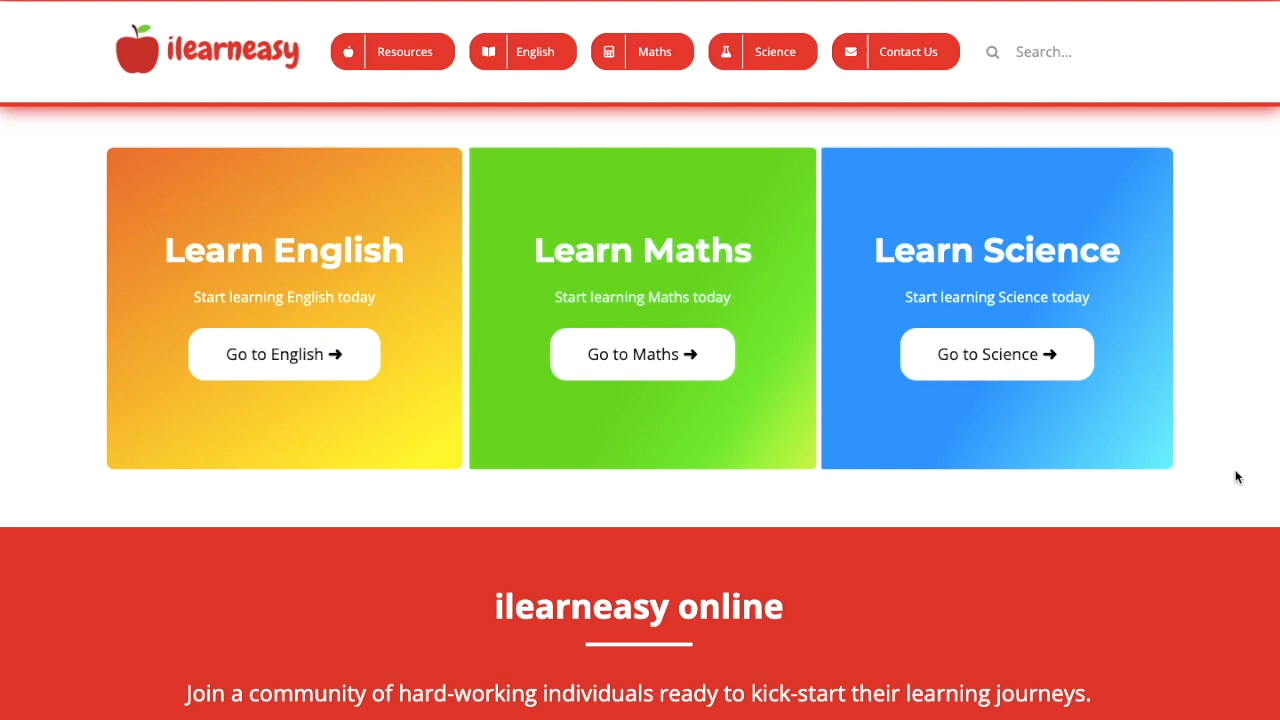 ilearneasy
Resources
English
Maths
Science
Contact Us
Search...
Learn English
Start learning English today
Go to English ➜
Learn Maths
Start learning Maths today
Go to Maths ➜
Learn Science
Start learning Science today
Go to Science ➜
ilearneasy online
Join a community of hard-working individuals ready to kick-start their learning journeys.